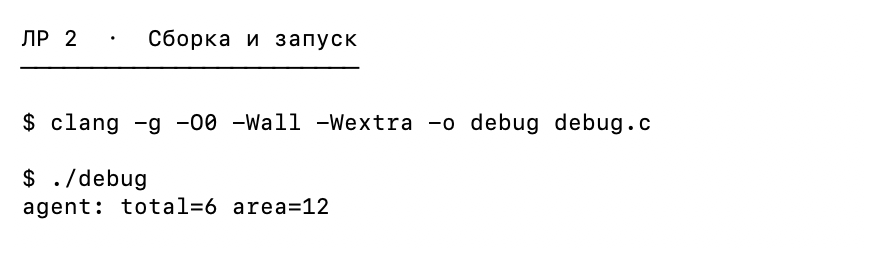 ЛР 2 · Сборка и запуск
$ clang -g -O0 -Wall -Wextra -o debug debug.c
$ ./debug
agent: total=6 area=12